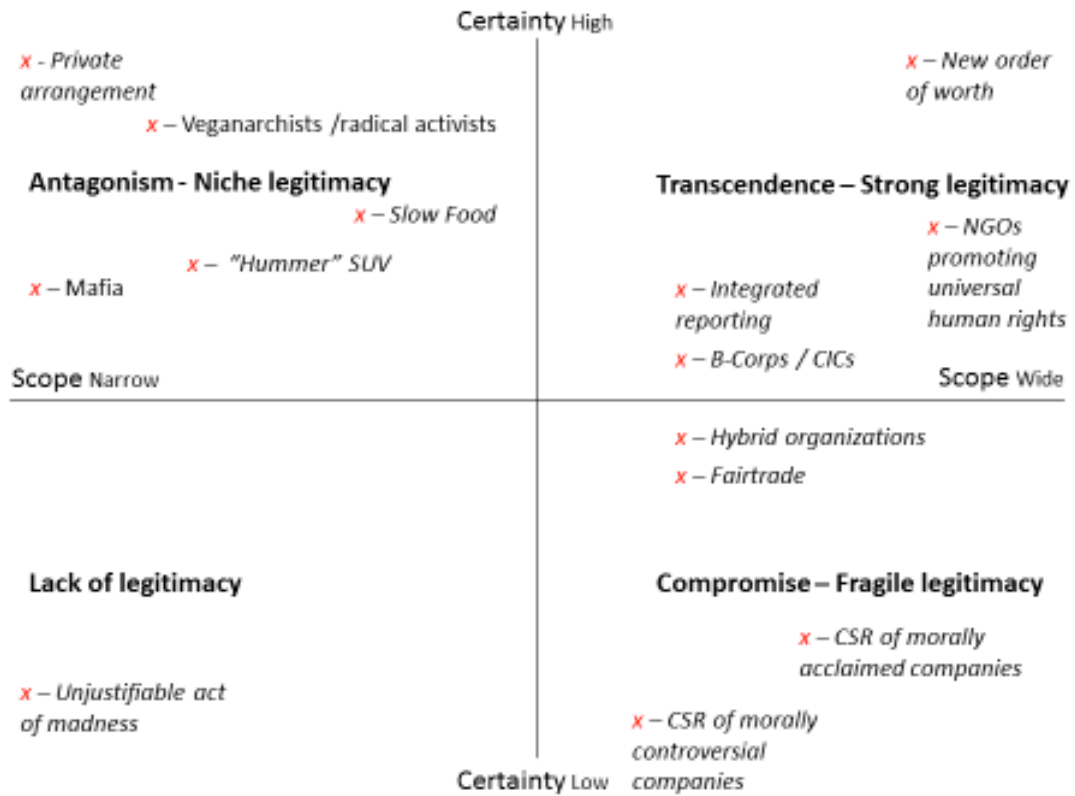 Certainty High
x - Private
arrangement
x – New order
of worth
x – Veganarchists /radical activists
Antagonism - Niche legitimacy
Transcendence – Strong legitimacy
x – Slow Food
x – NGOs
promoting
universal
human rights
x – "Hummer" SUV
x – Mafia
x – Integrated
reporting
x – B-Corps / CICs
Scope Narrow
Scope Wide
x – Hybrid organizations
x – Fairtrade
Lack of legitimacy
Compromise – Fragile legitimacy
x – CSR of morally
acclaimed companies
x – Unjustifiable act
of madness
x – CSR of morally
controversial
companies
Certainty Low